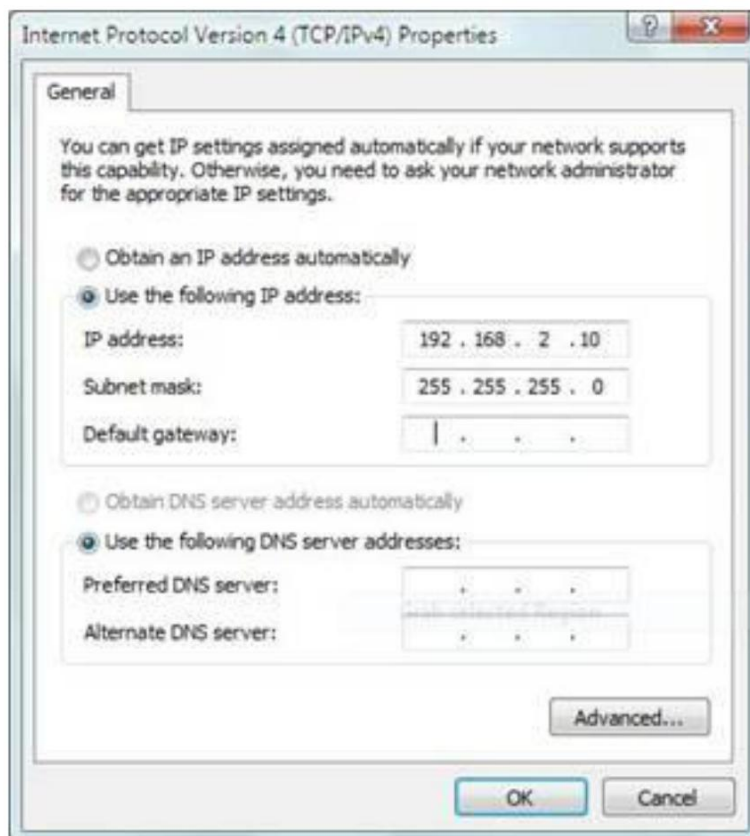 Internet Protocol Version 4 (TCP/IPv4) Properties
General
You can get IP settings assigned automatically if your network supports
this capability. Otherwise, you need to ask your network administrator
for the appropriate IP settings.
Obtain an IP address automatically
Use the following IP address:
IP address: 192 . 168 . 2 . 10
Subnet mask: 255 . 255 . 255 . 0
Default gateway: . . .
Obtain DNS server address automatically
Use the following DNS server addresses:
Preferred DNS server: . . .
selected Region
Alternate DNS server: . . .
Advanced...
OK Cancel